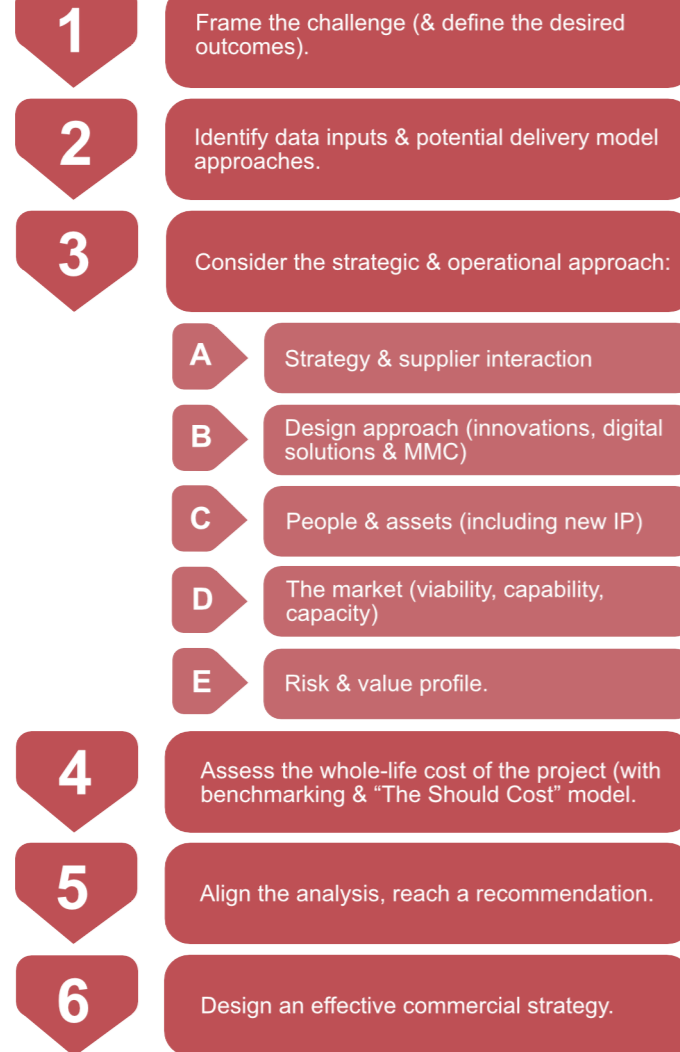 1
Frame the challenge (& define the desired
outcomes).
2
Identify data inputs & potential delivery model
approaches.
3
Consider the strategic & operational approach:
A
Strategy & supplier interaction
B
Design approach (innovations, digital
solutions & MMC)
C
People & assets (including new IP)
D
The market (viability, capability,
capacity)
E
Risk & value profile.
4
Assess the whole-life cost of the project (with
benchmarking & “The Should Cost” model.
5
Align the analysis, reach a recommendation.
6
Design an effective commercial strategy.